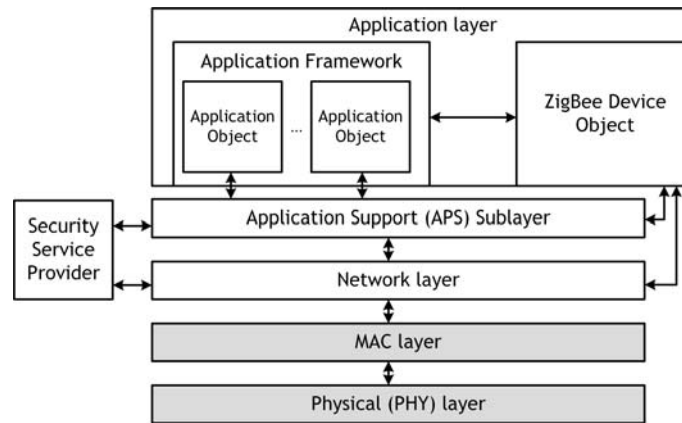 Application layer
Application Framework
Application
Object
...
Application
Object
ZigBee Device
Object
Security
Service
Provider
Application Support (APS) Sublayer
Network layer
MAC layer
Physical (PHY) layer